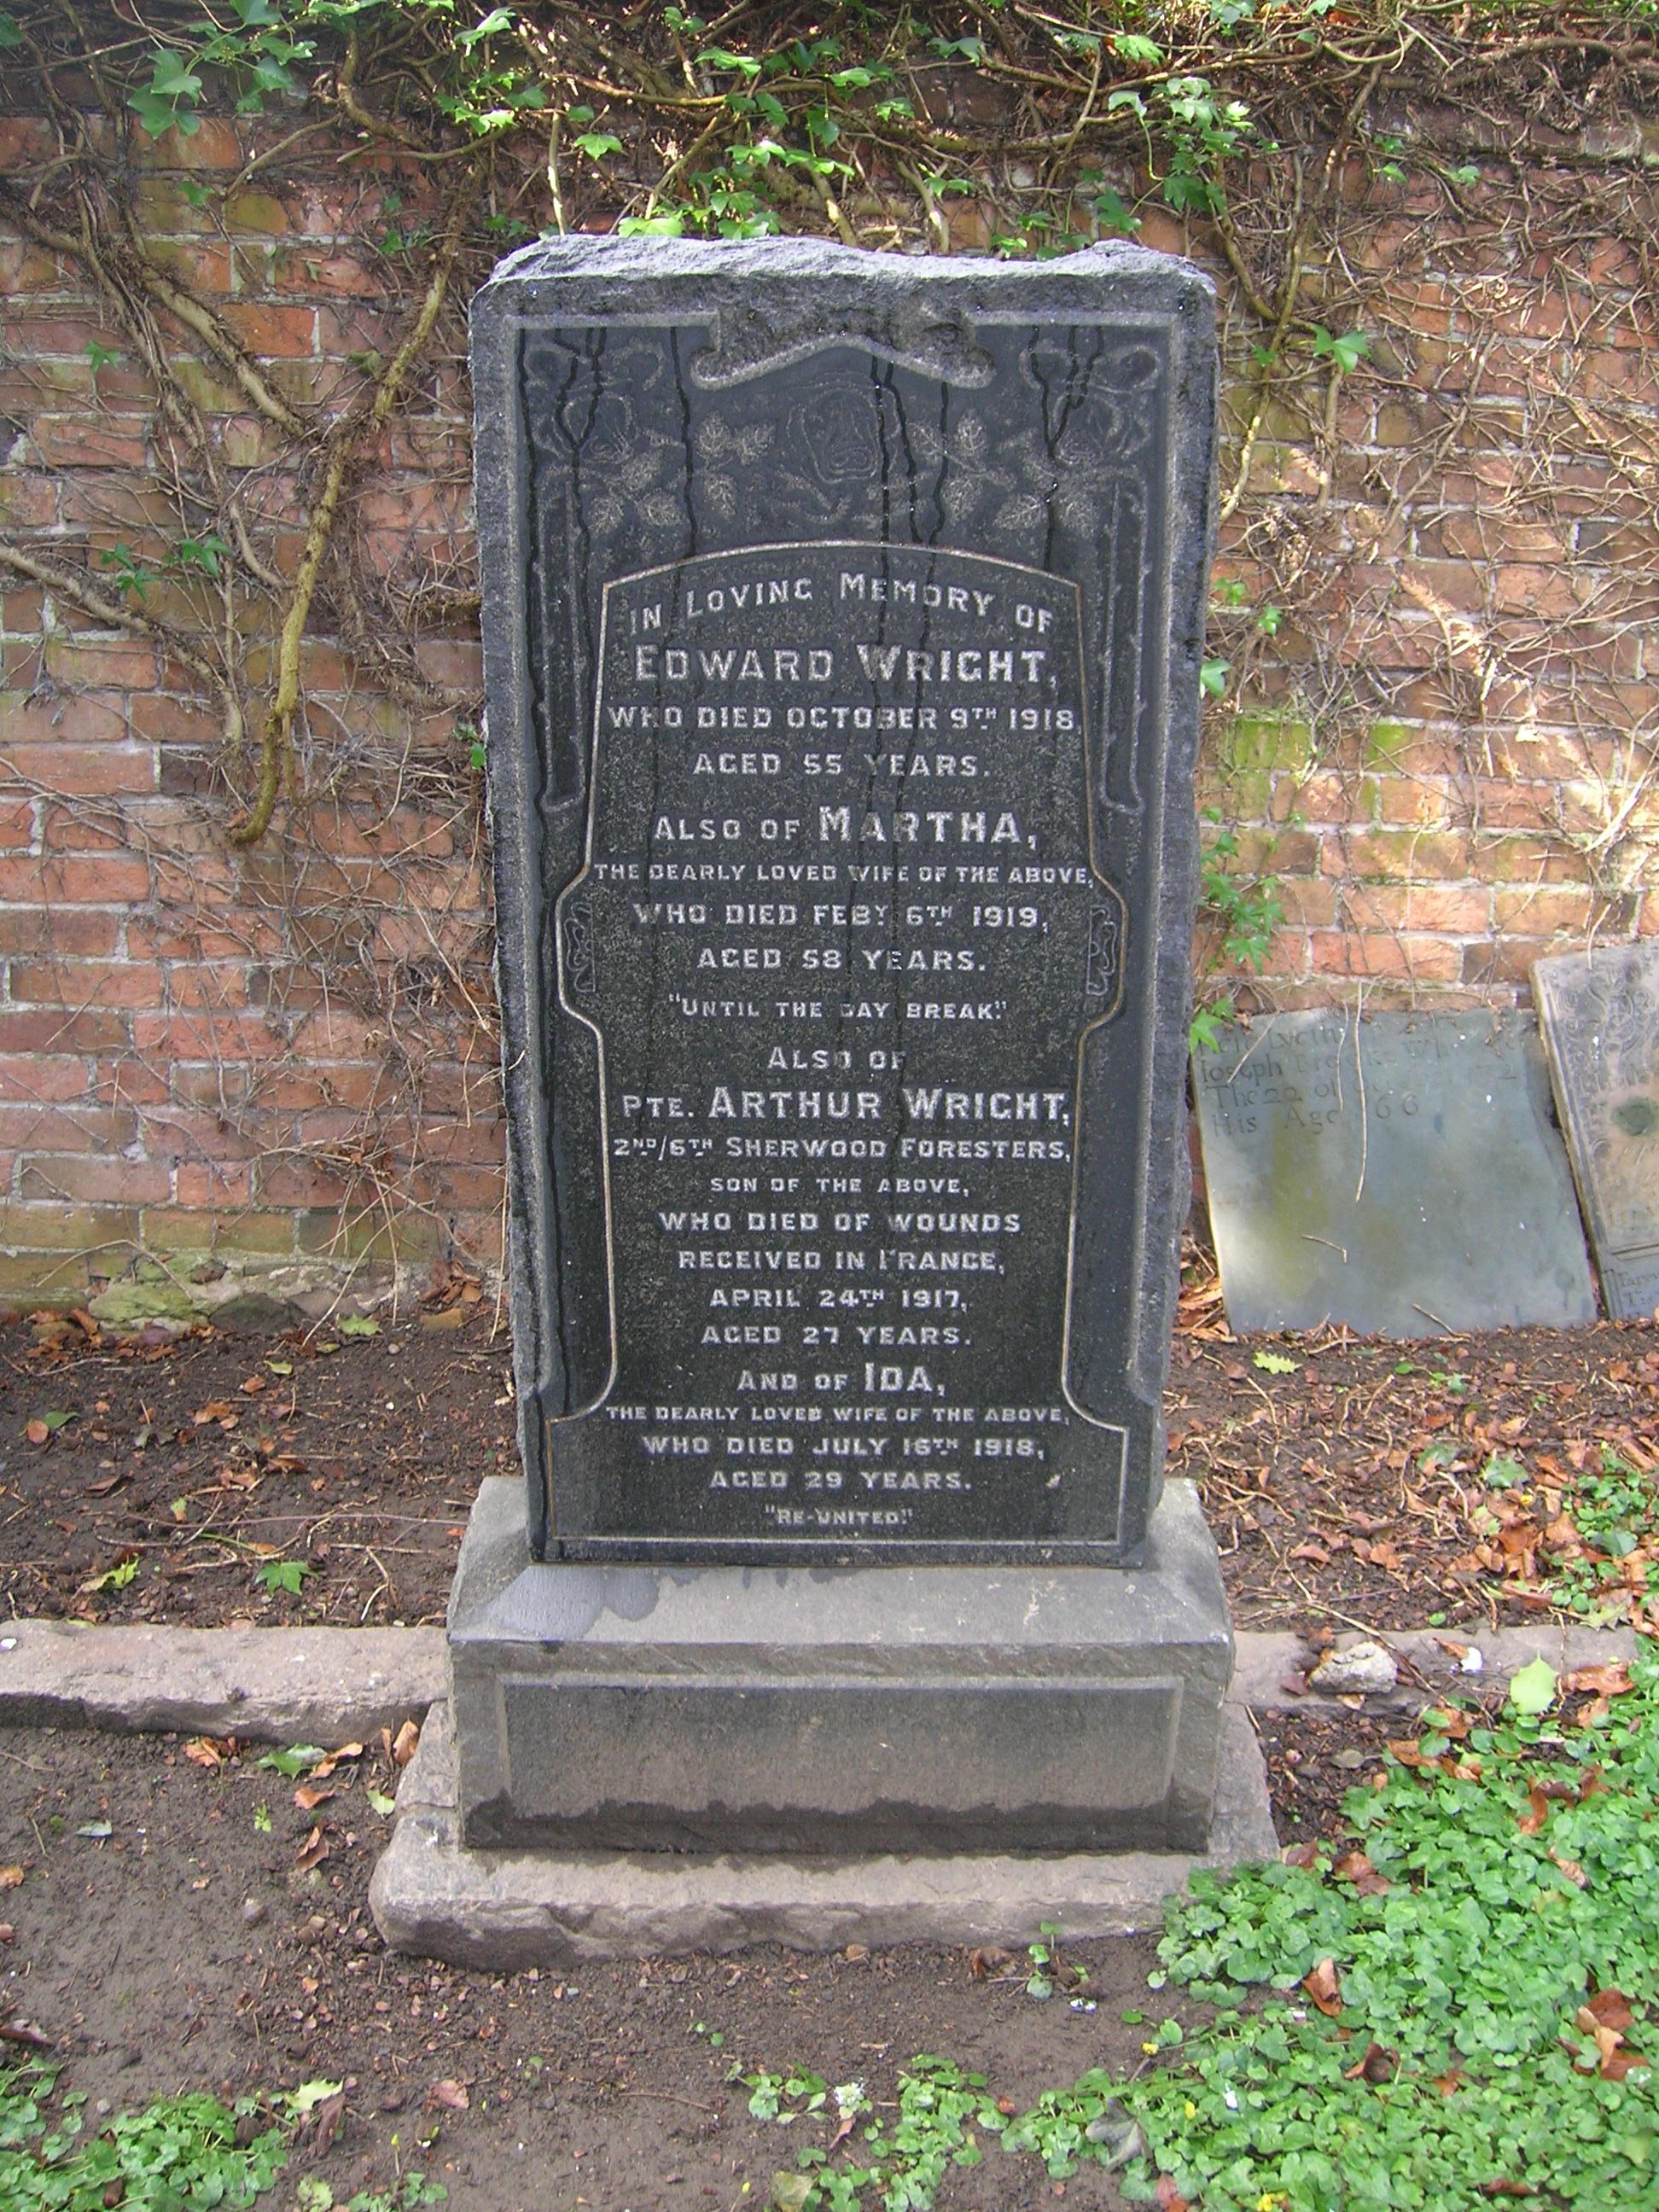 IN LOVING MEMORY OF
EDWARD WRIGHT,
WHO DIED OCTOBER 9TH 1918,
AGED 55 YEARS.
ALSO OF MARTHA,
THE DEARLY LOVED WIFE OF THE ABOVE,
WHO DIED FEBY 6TH 1919,
AGED 58 YEARS.
"UNTIL THE DAY BREAK."
ALSO OF
PTE. ARTHUR WRIGHT,
2ND/6TH SHERWOOD FORESTERS,
SON OF THE ABOVE,
WHO DIED OF WOUNDS
RECEIVED IN FRANCE,
APRIL 24TH 1917,
AGED 27 YEARS.
AND OF IDA,
THE DEARLY LOVED WIFE OF THE ABOVE,
WHO DIED JULY 16TH 1918,
AGED 29 YEARS.
"RE-UNITED."
Joseph
The 22 of
His Age 66